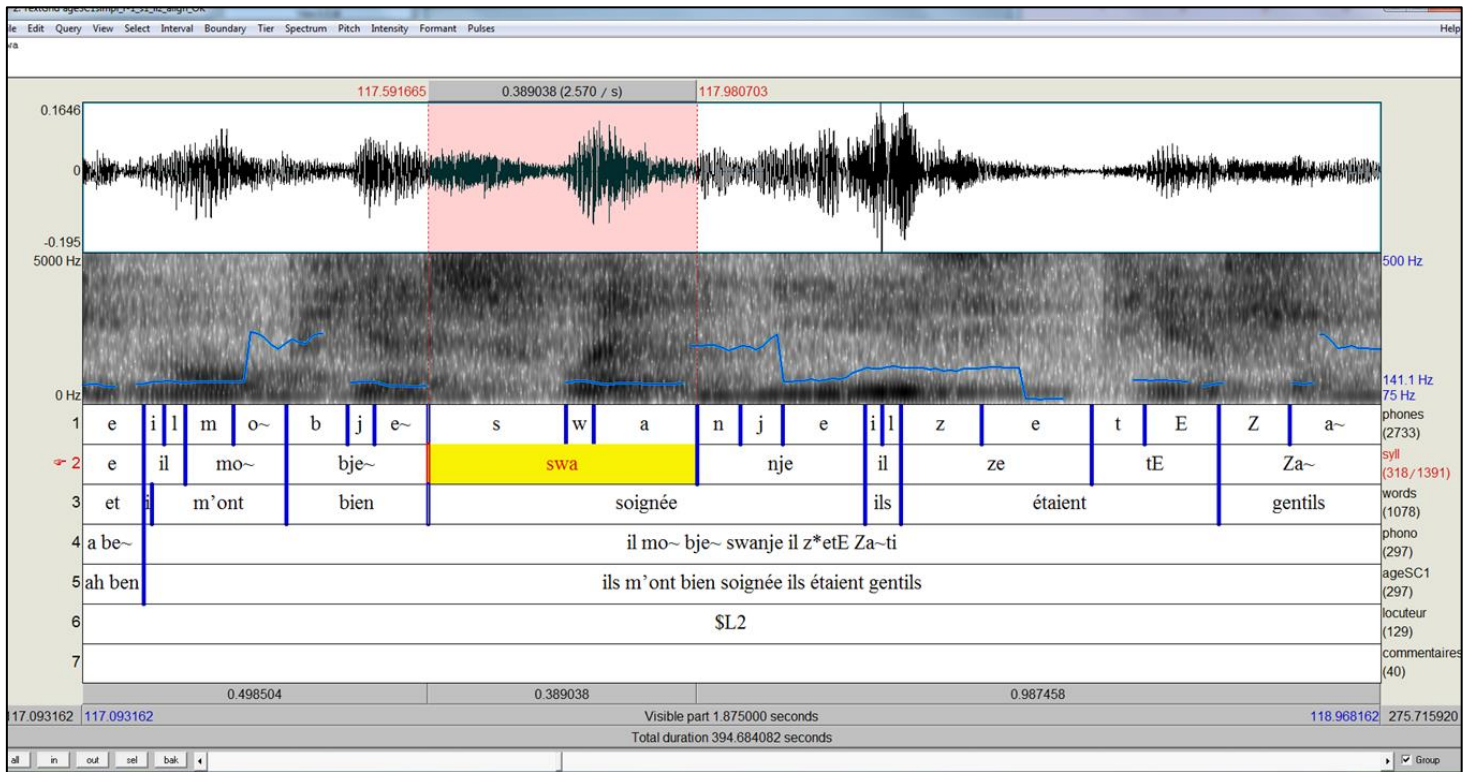 2. TextGrid
File Edit Query View Select Interval Boundary Tier Spectrum Pitch Intensity Formant Pulses Help
117.591665 0.389038 (2.570 / s) 117.980703
0.1646
0
-0.195
5000 Hz 500 Hz
141.1 Hz
0 Hz 75 Hz
1 e i l m o~ b j e~ s w a n j e i l z e t E Z a~ phones (2733)
2 e il mo~ bje~ swa nje il ze tE Za~ syll (318/1391)
3 et i m’ont bien soignée ils étaient gentils words (1078)
4 a be~ il mo~ bje~ swanje il z*etE Za~ti phono (297)
5 ah ben ils m’ont bien soignée ils étaient gentils ageSC1 (297)
6 $L2 locuteur (129)
7 commentaires (40)
0.498504 0.389038 0.987458
117.093162 117.093162 Visible part 1.875000 seconds 118.968162 275.715920
Total duration 394.684082 seconds
all in out sel bak Group